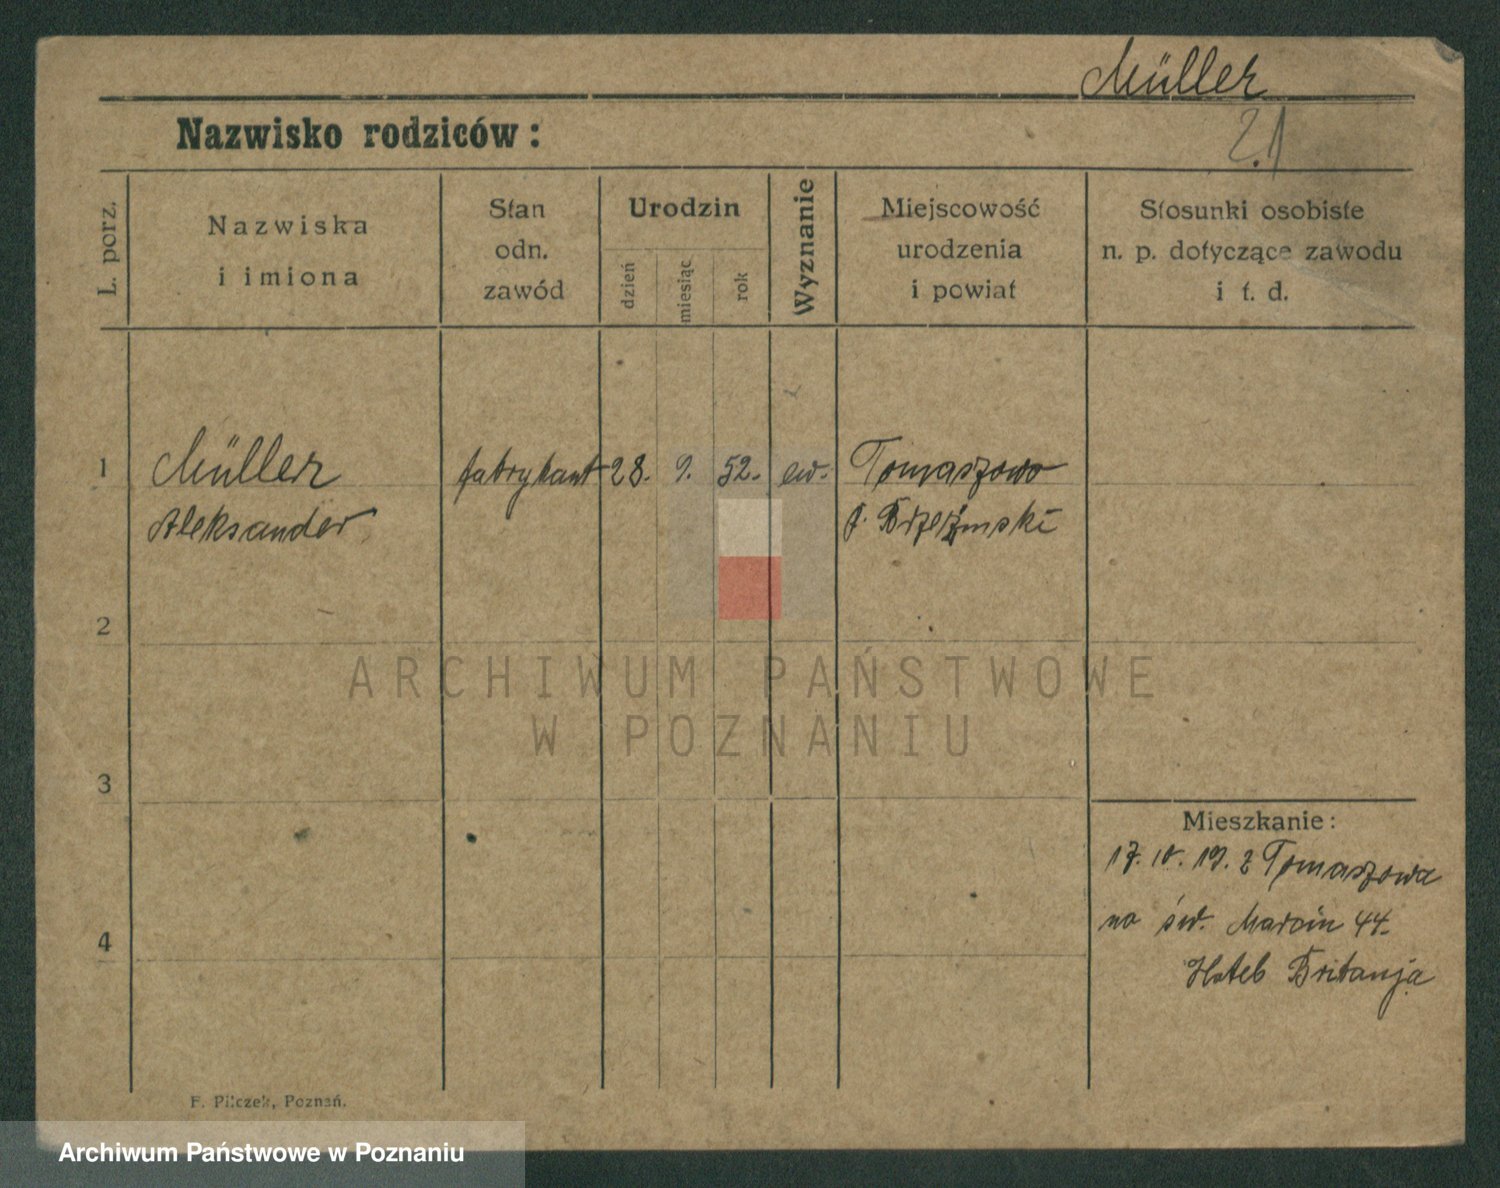 Müller
2.1
Nazwisko rodziców:
L. porz.
Nazwiska
i imiona
Stan
odn.
zawód
Urodzin
dzień
miesiąc
rok
Wyznanie
Miejscowość
urodzenia
i powiat
Stosunki osobiste
n. p. dotyczące zawodu
i t. d.
1 Müller fabrykant 28. 9. 52. ew. Tomaszowo
Aleksander
2
3
4
Mieszkanie:
17. IV. 19. z Tomaszowa
na św. Marcin 44.
Hotel Britanja
F. Pilczek, Poznań.
ARCHIWUM PAŃSTWOWE
W POZNANIU
Archiwum Państwowe w Poznaniu